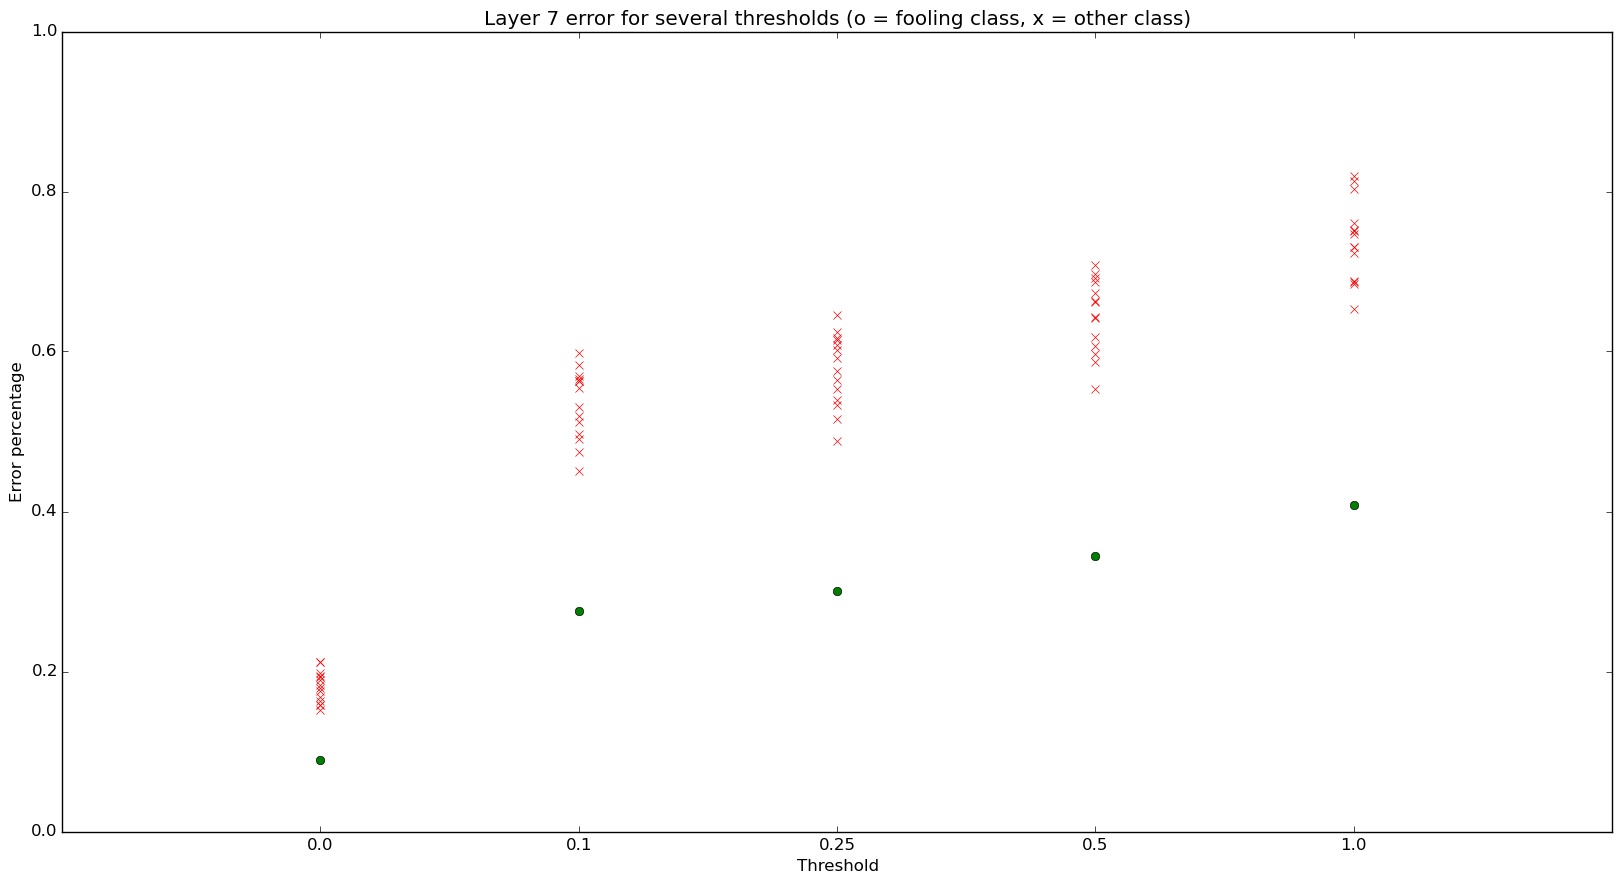 Layer 7 error for several thresholds (o = fooling class, x = other class)
1.0
0.8
0.6
0.4
0.2
0.0
Error percentage
0.0 0.1 0.25 0.5 1.0
Threshold